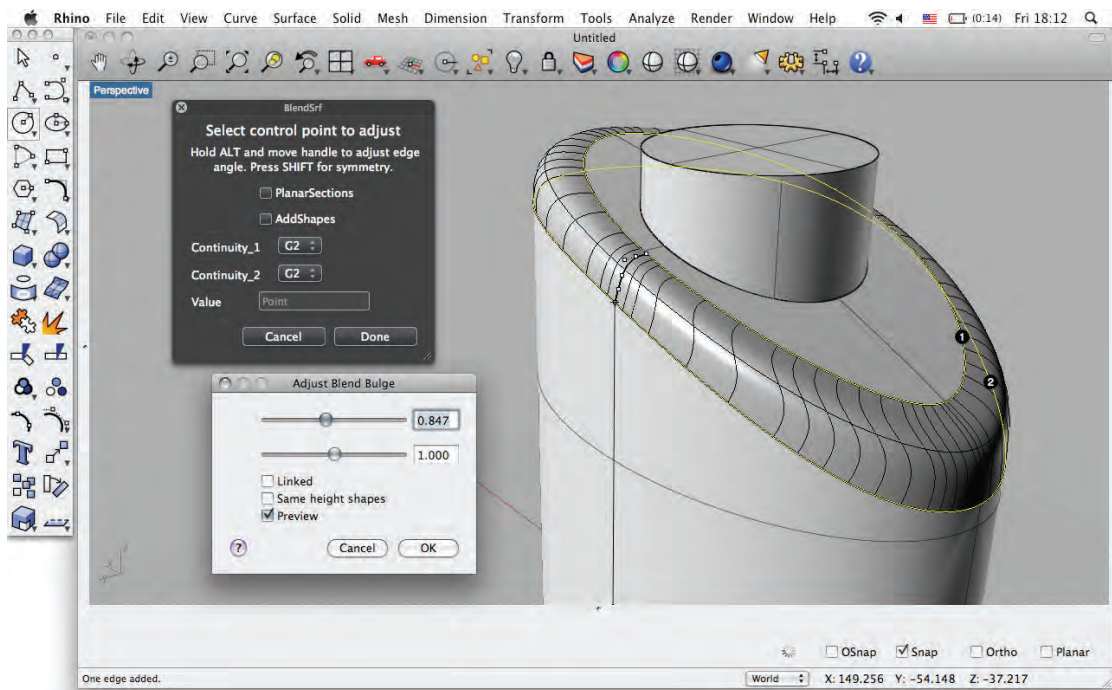 Rhino File Edit View Curve Surface Solid Mesh Dimension Transform Tools Analyze Render Window Help (0:14) Fri 18:12
Untitled
Perspective
BlendSrf
Select control point to adjust
Hold ALT and move handle to adjust edge
angle. Press SHIFT for symmetry.
PlanarSections
AddShapes
Continuity_1 G2
Continuity_2 G2
Value Point
Cancel Done
Adjust Blend Bulge
0.847
1.000
Linked
Same height shapes
Preview
? Cancel OK
1
2
OSnap Snap Ortho Planar
One edge added. World X: 149.256 Y: -54.148 Z: -37.217